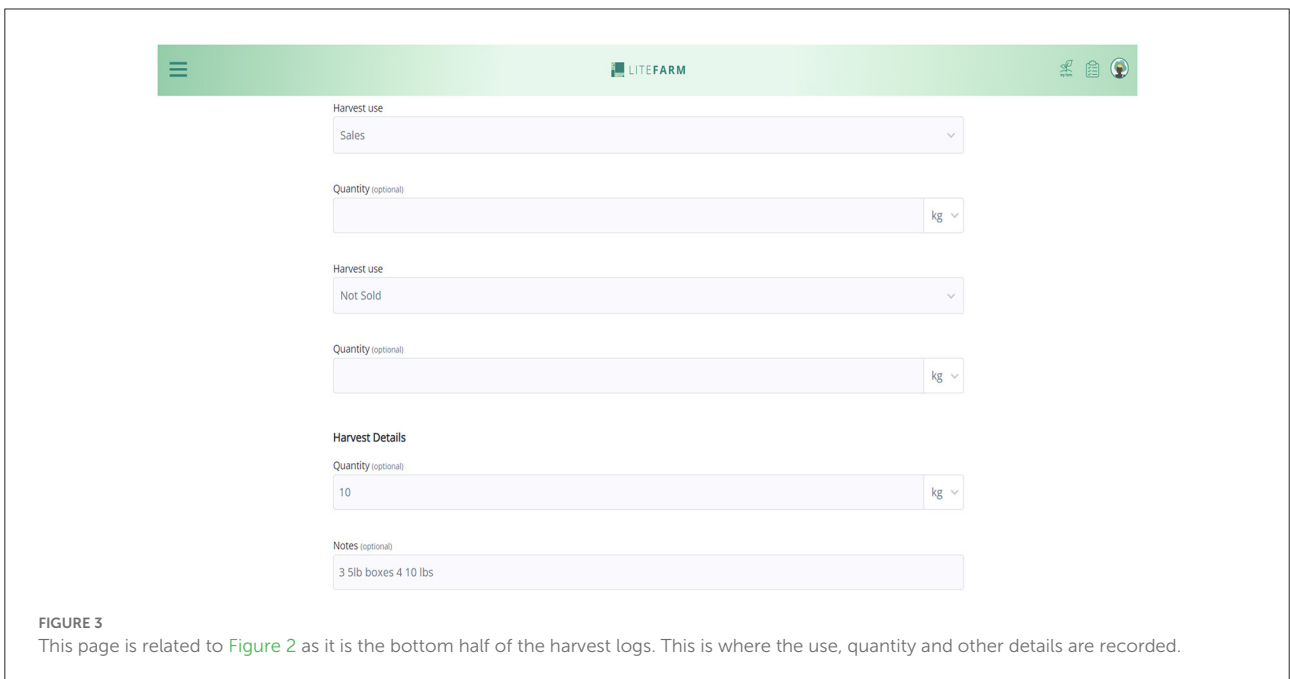 LITEFARM
Harvest use
Sales
Quantity (optional)
kg
Harvest use
Not Sold
Quantity (optional)
kg
Harvest Details
Quantity (optional)
10 kg
Notes (optional)
3 5lb boxes 4 10 lbs
FIGURE 3
This page is related to Figure 2 as it is the bottom half of the harvest logs. This is where the use, quantity and other details are recorded.